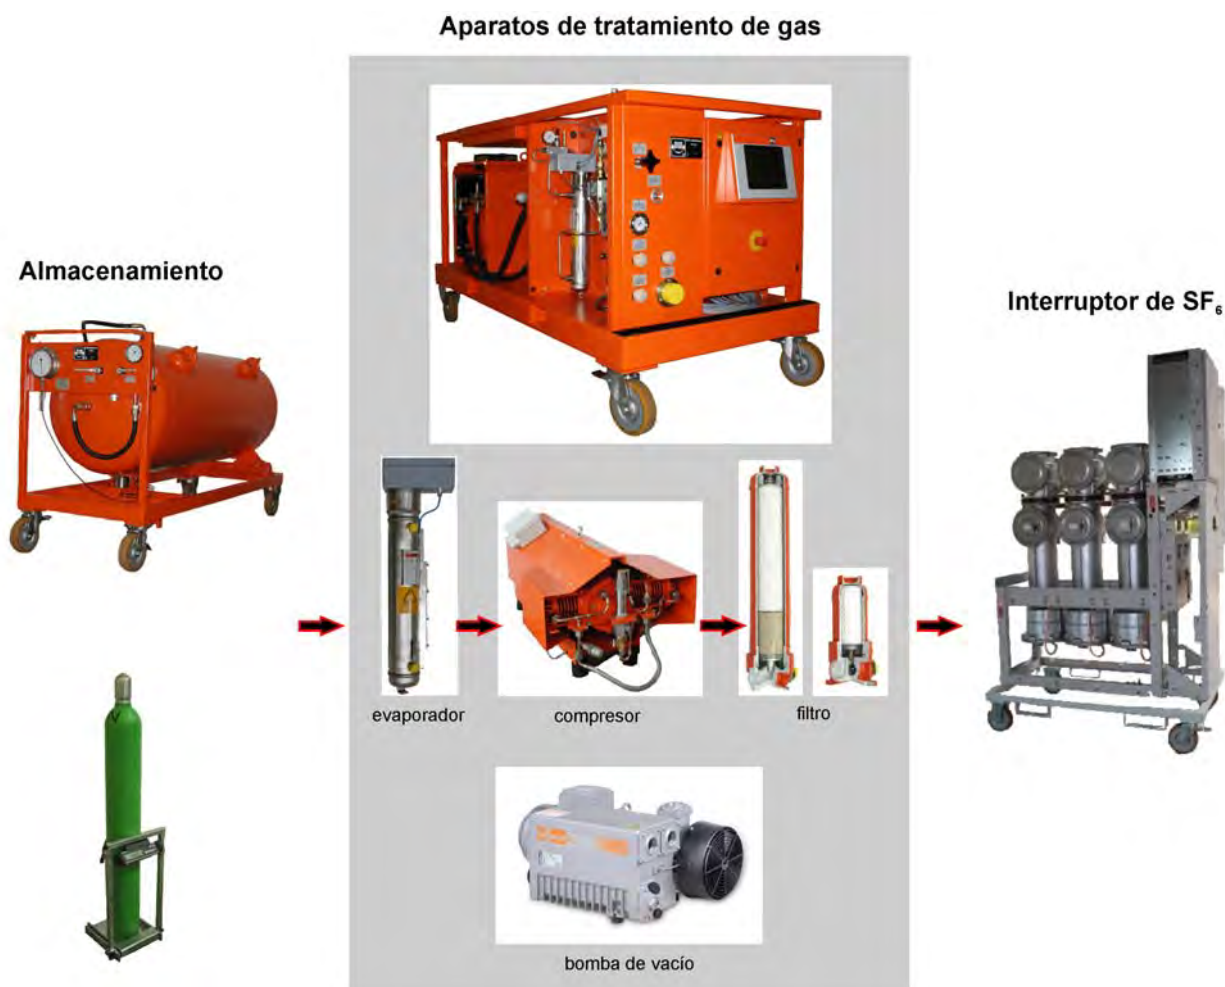 Aparatos de tratamiento de gas
Almacenamiento
Interruptor de SF₆
evaporador
compresor
filtro
bomba de vacío